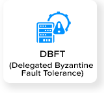 DBFT
(Delegated Byzantine
Fault Tolerance)